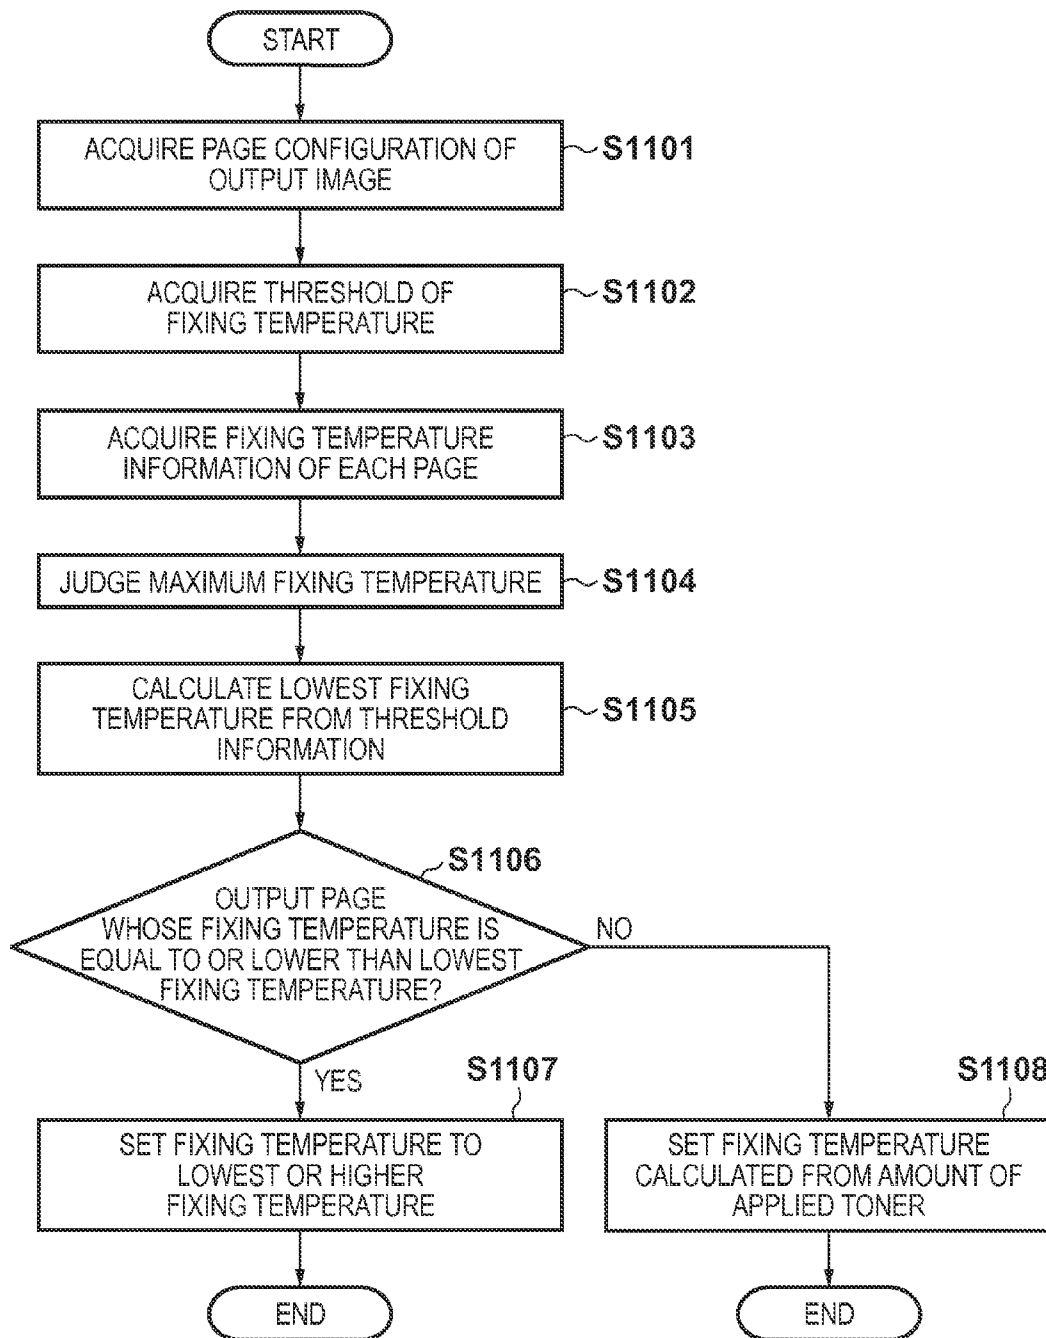 START
ACQUIRE PAGE CONFIGURATION OF
OUTPUT IMAGE
S1101
ACQUIRE THRESHOLD OF
FIXING TEMPERATURE
S1102
ACQUIRE FIXING TEMPERATURE
INFORMATION OF EACH PAGE
S1103
JUDGE MAXIMUM FIXING TEMPERATURE
S1104
CALCULATE LOWEST FIXING
TEMPERATURE FROM THRESHOLD
INFORMATION
S1105
S1106
OUTPUT PAGE
WHOSE FIXING TEMPERATURE IS
EQUAL TO OR LOWER THAN LOWEST
FIXING TEMPERATURE?
NO
YES
S1107
SET FIXING TEMPERATURE TO
LOWEST OR HIGHER
FIXING TEMPERATURE
S1108
SET FIXING TEMPERATURE
CALCULATED FROM AMOUNT OF
APPLIED TONER
END
END